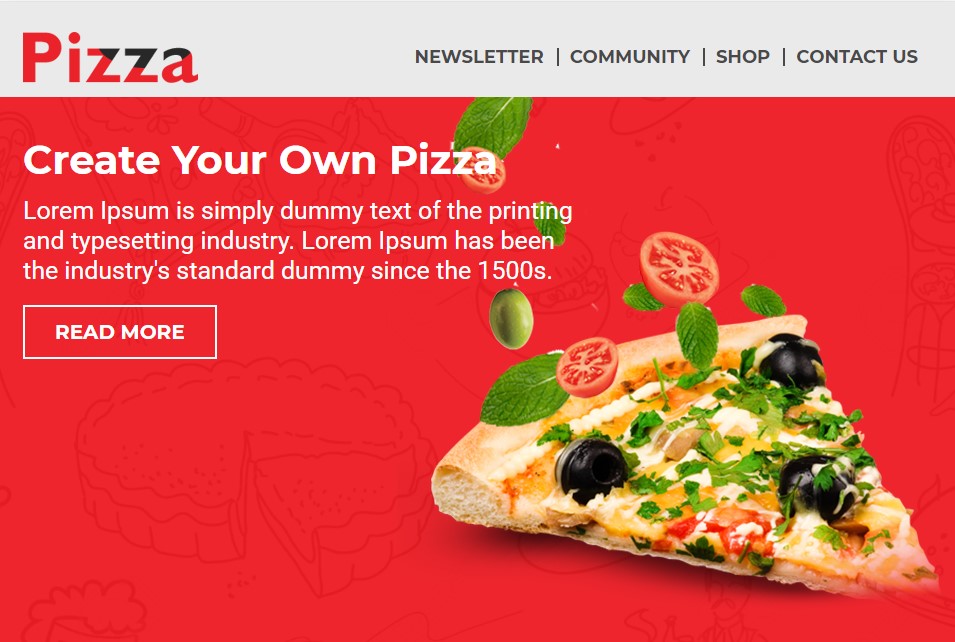 Pizza
NEWSLETTER | COMMUNITY | SHOP | CONTACT US
Create Your Own Pizza
Lorem Ipsum is simply dummy text of the printing
and typesetting industry. Lorem Ipsum has been
the industry's standard dummy since the 1500s.
READ MORE